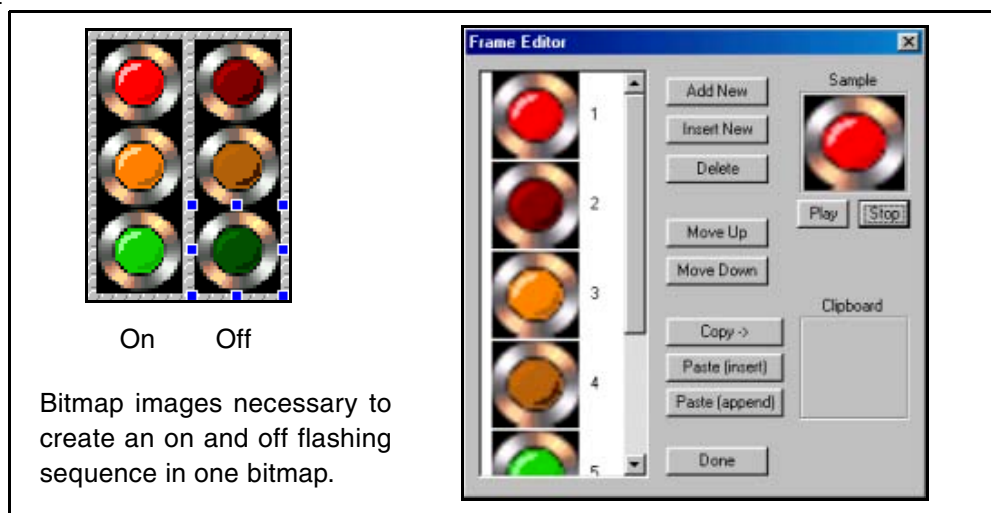 On Off
Bitmap images necessary to
create an on and off flashing
sequence in one bitmap.
Frame Editor
1
2
3
4
5
Add New
Insert New
Delete
Move Up
Move Down
Copy ->
Paste (insert)
Paste (append)
Done
Sample
Play Stop
Clipboard